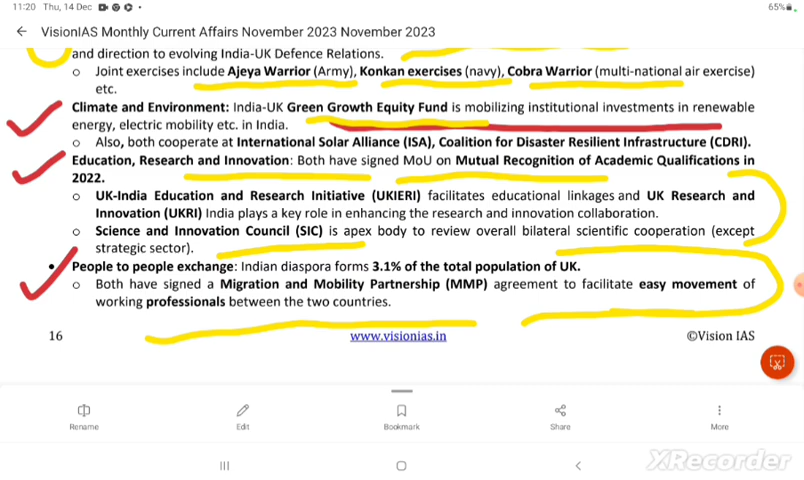 11:20 Thu, 14 Dec
65%
VisionIAS Monthly Current Affairs November 2023 November 2023
and direction to evolving India-UK Defence Relations.
o Joint exercises include Ajeya Warrior (Army), Konkan exercises (navy), Cobra Warrior (multi-national air exercise)
etc.
Climate and Environment: India-UK Green Growth Equity Fund is mobilizing institutional investments in renewable
energy, electric mobility etc. in India.
o Also, both cooperate at International Solar Alliance (ISA), Coalition for Disaster Resilient Infrastructure (CDRI).
Education, Research and Innovation: Both have signed MoU on Mutual Recognition of Academic Qualifications in
2022.
o UK-India Education and Research Initiative (UKIERI) facilitates educational linkages and UK Research and
Innovation (UKRI) India plays a key role in enhancing the research and innovation collaboration.
o Science and Innovation Council (SIC) is apex body to review overall bilateral scientific cooperation (except
strategic sector).
• People to people exchange: Indian diaspora forms 3.1% of the total population of UK.
o Both have signed a Migration and Mobility Partnership (MMP) agreement to facilitate easy movement of
working professionals between the two countries.
16 www.visionias.in ©Vision IAS
Rename Edit Bookmark Share More
XRecorder